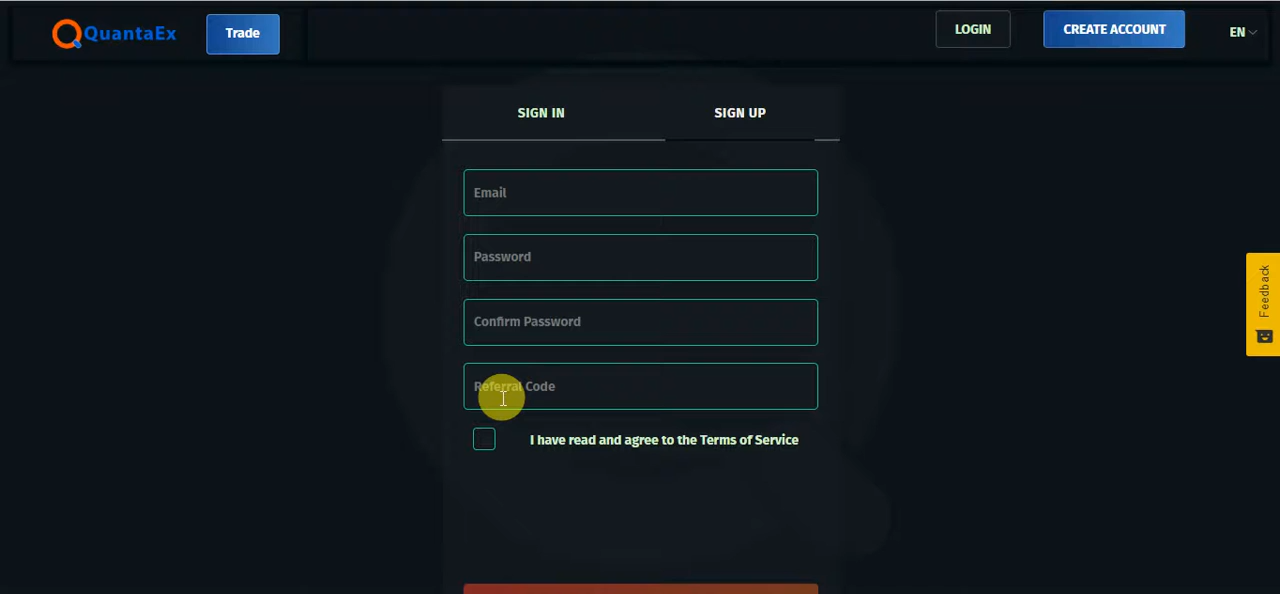 QuantaEx
Trade
LOGIN
CREATE ACCOUNT
EN
SIGN IN
SIGN UP
Email
Password
Confirm Password
Referral Code
I have read and agree to the Terms of Service
Feedback